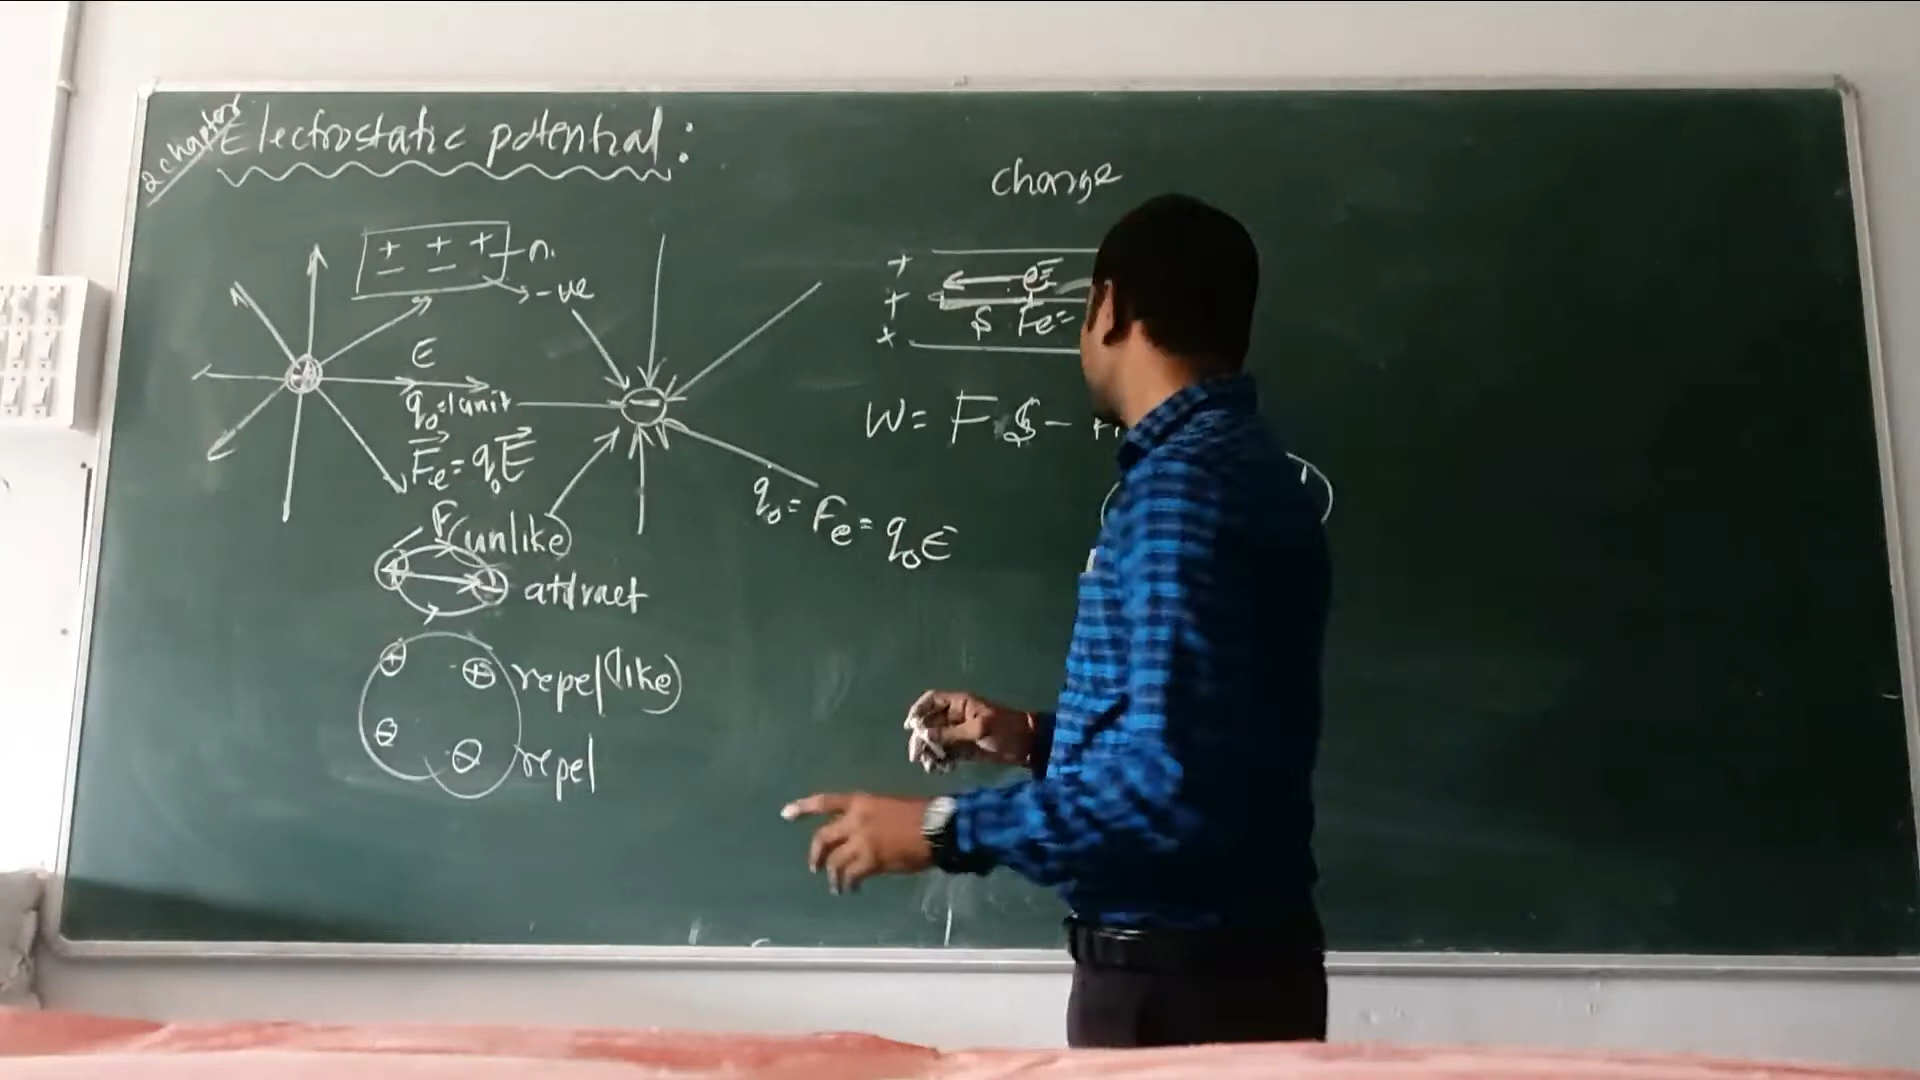 2 chapter
Electrostatic potential:
+ + +
- - -
n.
-ve
E
q₀=1unit
Fₑ=q₀E
F(unlike)
+ -
attract
+ + repel(like)
- - repel
-
q₀= Fₑ= q₀E
change
+
+
+
e
S Fₑ=
W= F.S-